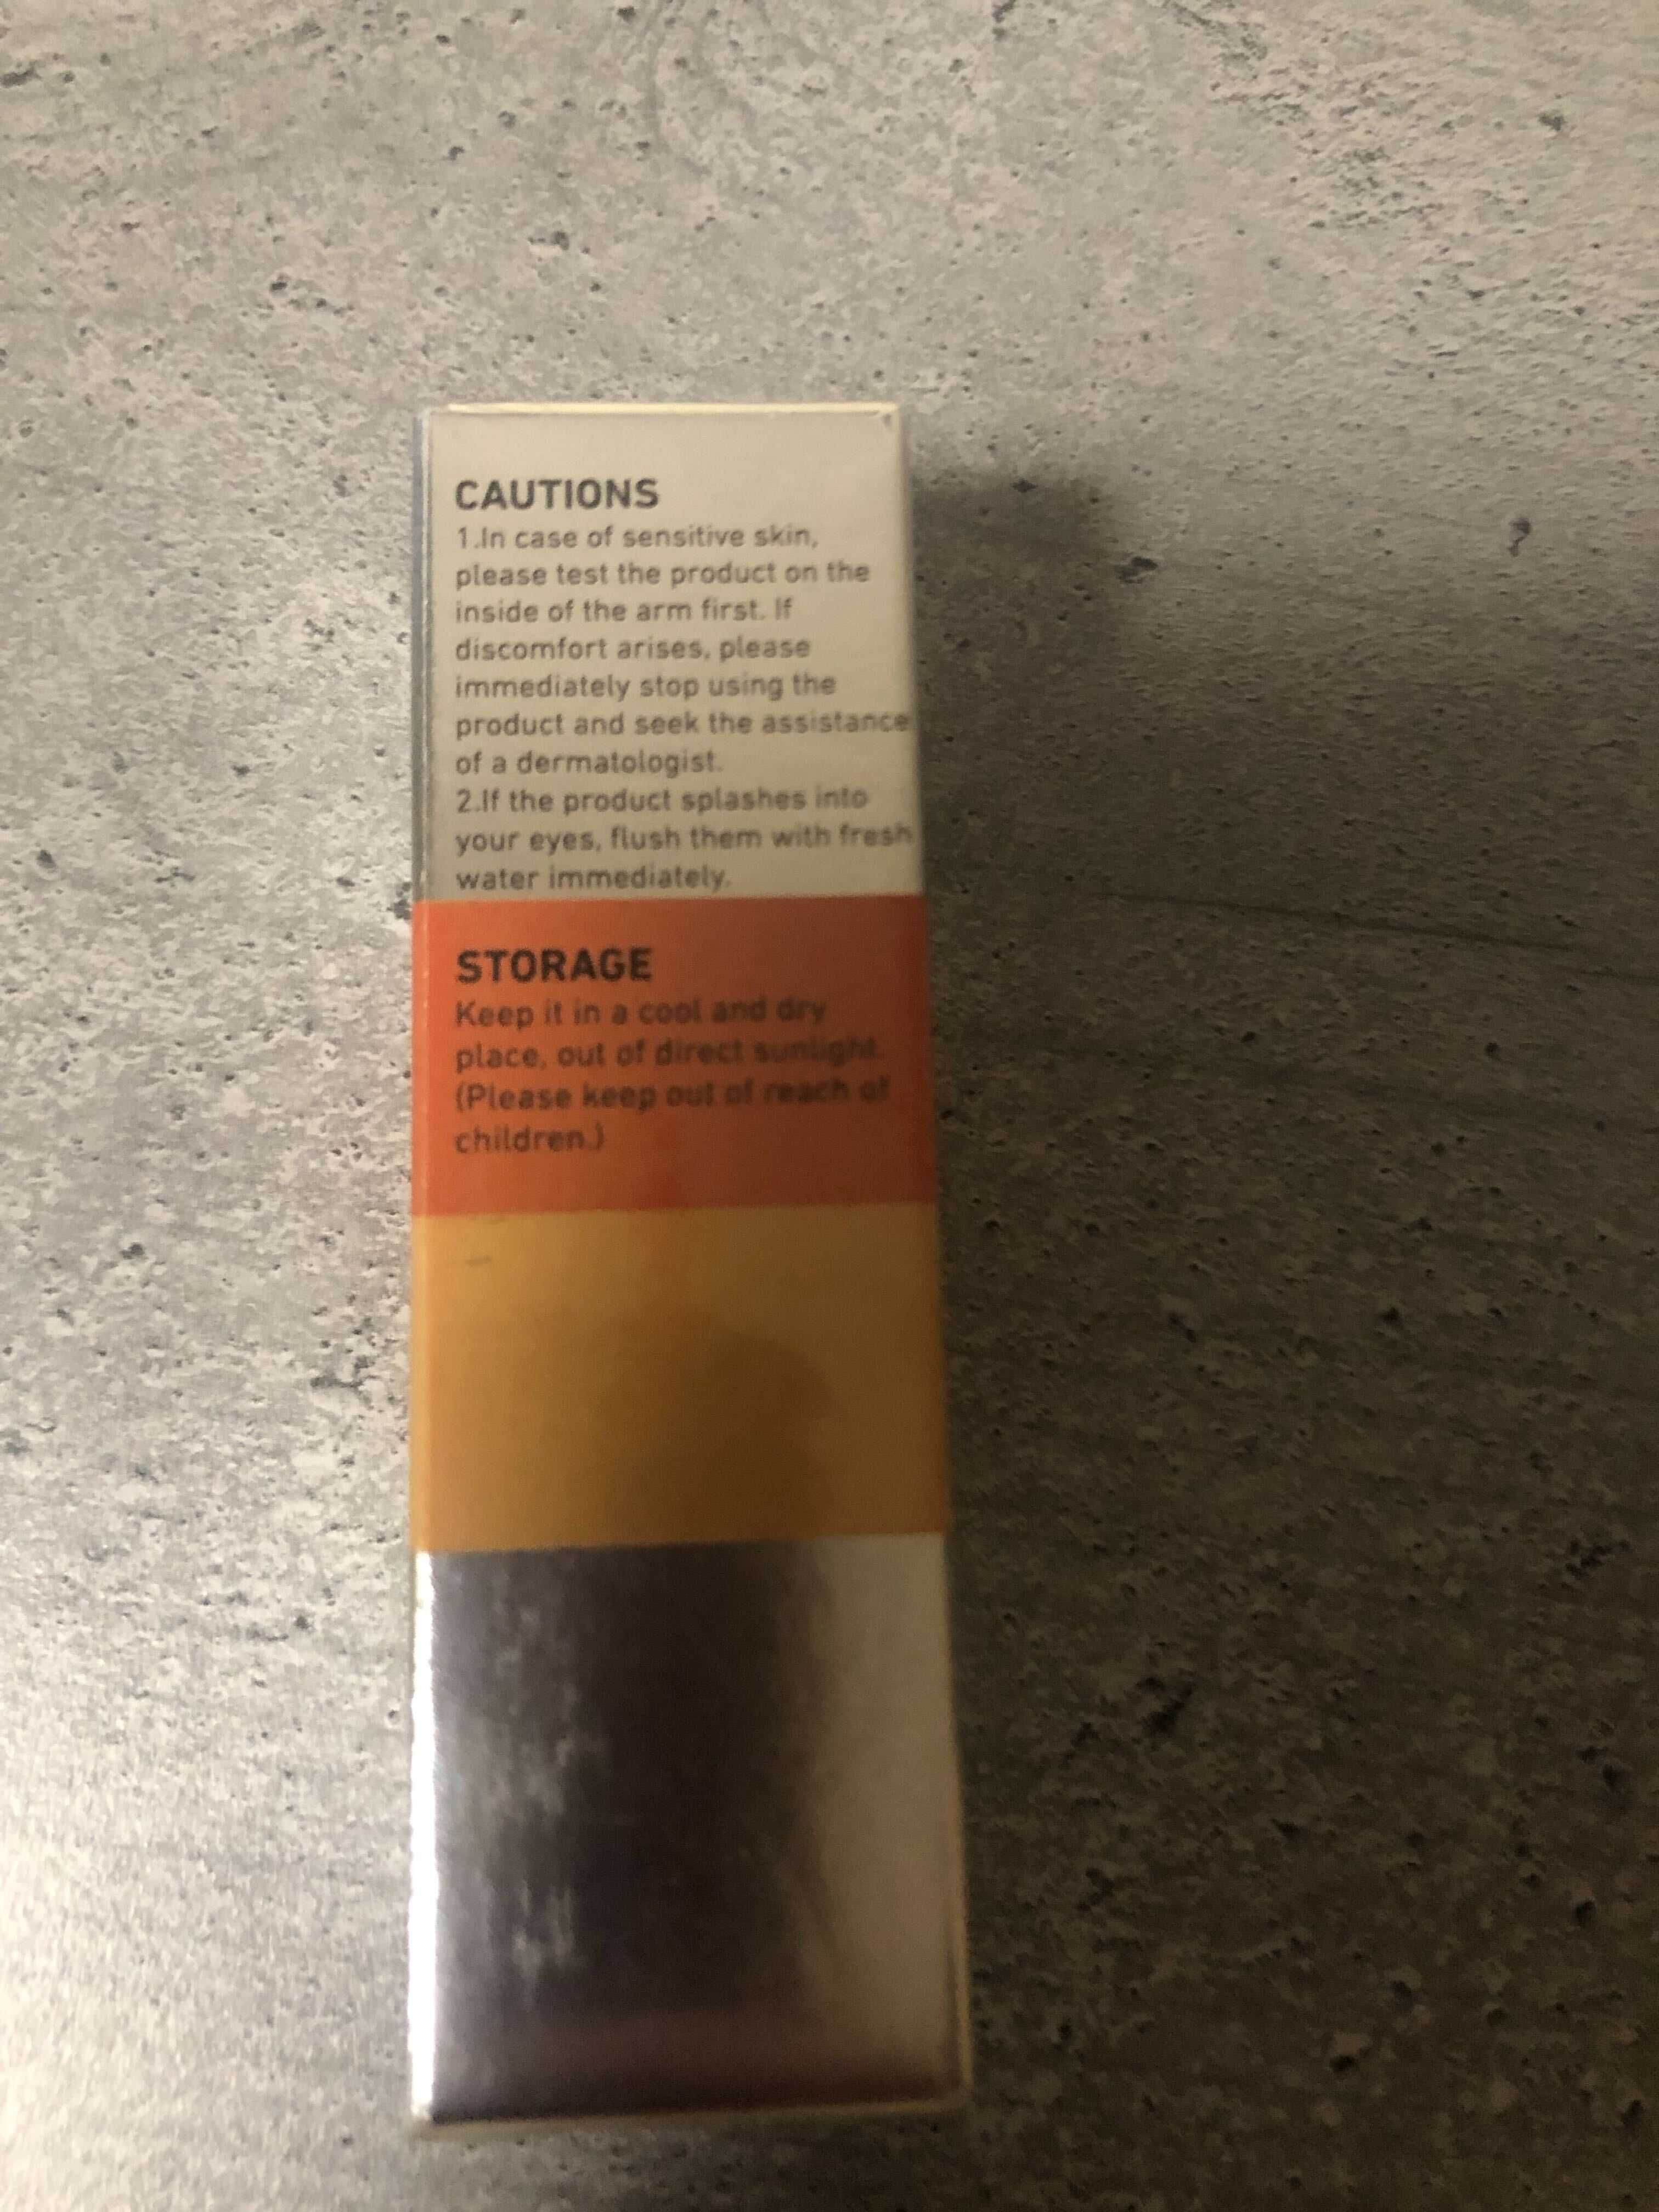 CAUTIONS
1.In case of sensitive skin,
please test the product on the
inside of the arm first. If
discomfort arises, please
immediately stop using the
product and seek the assistance
of a dermatologist.
2.If the product splashes into
your eyes, flush them with fresh
water immediately.
STORAGE
Keep it in a cool and dry
place, out of direct sunlight.
(Please keep out of reach of
children.)